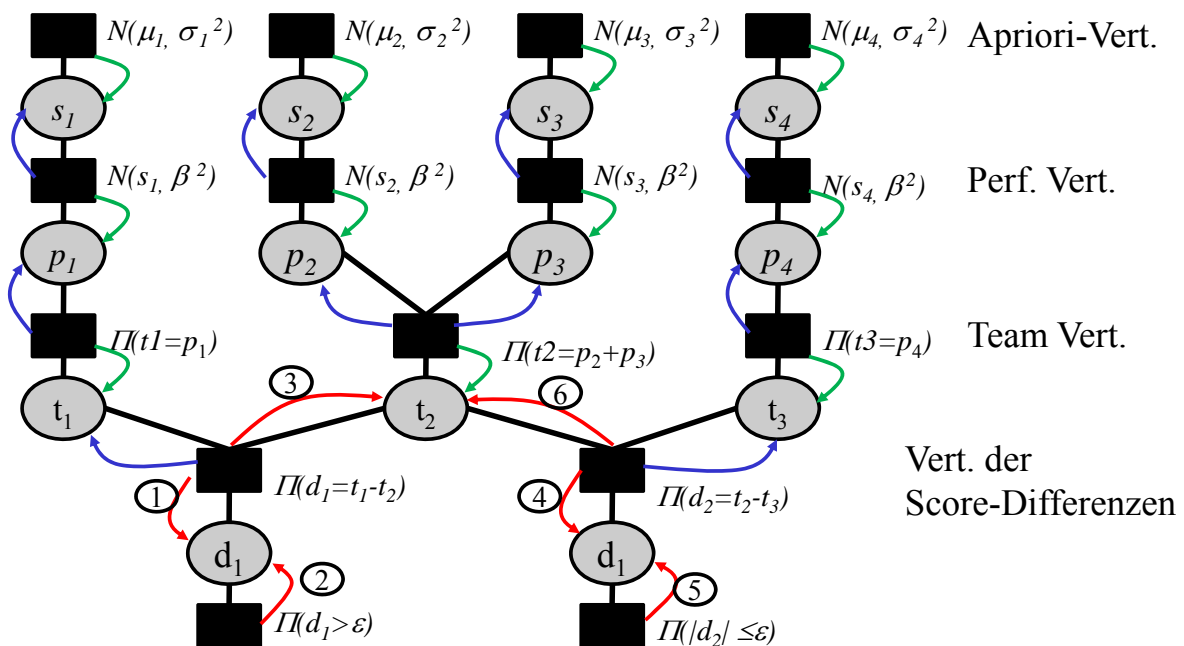 N(μ1, σ1²) N(μ2, σ2²) N(μ3, σ3²) N(μ4, σ4²) Apriori-Vert.
s1 s2 s3 s4
N(s1, β²) N(s2, β²) N(s3, β²) N(s4, β²) Perf. Vert.
p1 p2 p3 p4
Π(t1=p1) Π(t2=p2+p3) Π(t3=p4) Team Vert.
3 6
t1 t2 t3
Vert. der
1 Π(d1=t1-t2) 4 Π(d2=t2-t3) Score-Differenzen
d1 d1
2 5
Π(d1>ε) Π(|d2| ≤ε)